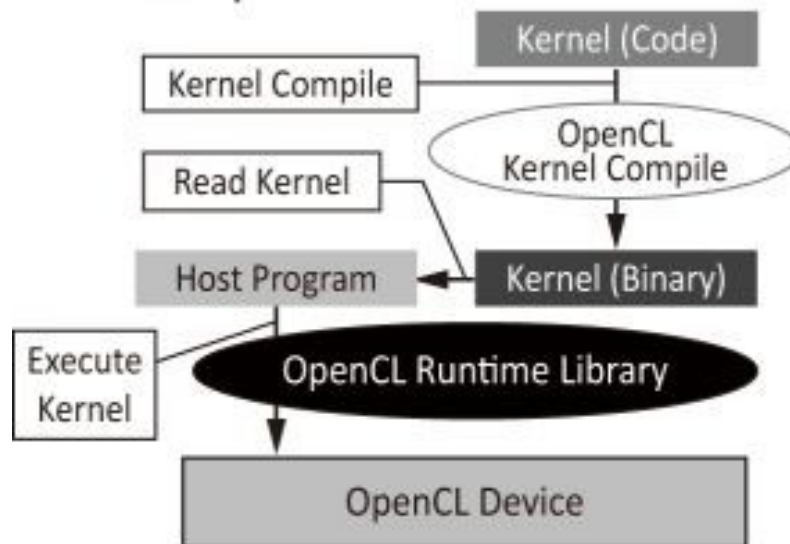 Kernel (Code)
Kernel Compile
OpenCL
Kernel Compile
Read Kernel
Host Program
Kernel (Binary)
Execute
Kernel
OpenCL Runtime Library
OpenCL Device